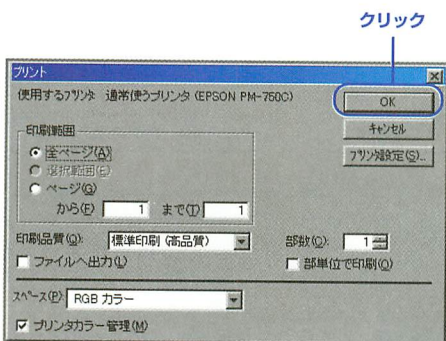 クリック
プリント
使用するプリンタ 通常使うプリンタ (EPSON PM-750C)
OK
キャンセル
プリンタ設定(S)...
印刷範囲
全ページ(A)
選択範囲(E)
ページ(G)
から(F) 1 まで(T) 1
印刷品質(Q): 標準印刷 (高品質) 部数(C): 1
ファイルへ出力(L) 部単位で印刷(O)
スペース(P): RGB カラー
プリンタカラー管理(M)